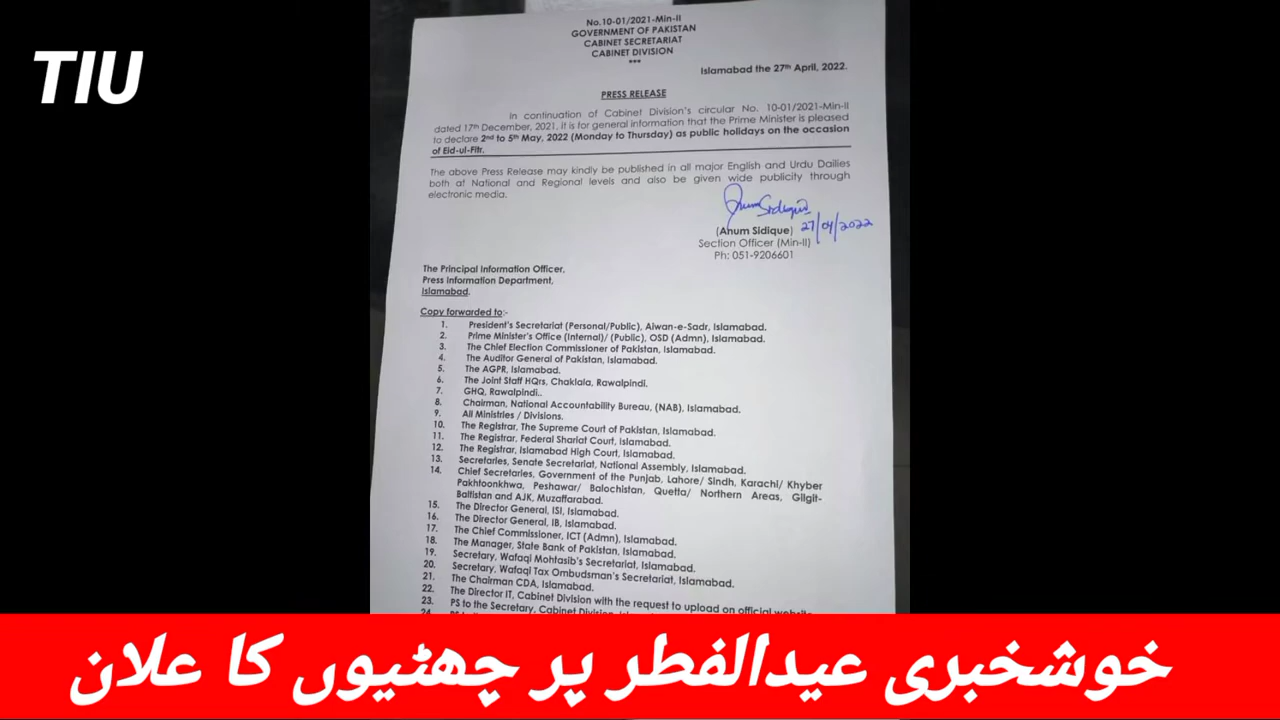 TIU
No.10-01/2021-Min-II
GOVERNMENT OF PAKISTAN
CABINET SECRETARIAT
CABINET DIVISION
***
Islamabad the 27th April, 2022.
PRESS RELEASE
In continuation of Cabinet Division's circular No. 10-01/2021-Min-II
dated 17th December, 2021, it is for general information that the Prime Minister is pleased
to declare 2nd to 5th May, 2022 (Monday to Thursday) as public holidays on the occasion
of Eid-ul-Fitr.
The above Press Release may kindly be published in all major English and Urdu Dailies
both at National and Regional levels and also be given wide publicity through
electronic media.
27/04/2022
(Anum Sidique)
Section Officer (Min-II)
Ph: 051-9206601
The Principal Information Officer,
Press Information Department,
Islamabad.
Copy forwarded to:-
1. President's Secretariat (Personal/Public), Aiwan-e-Sadr, Islamabad.
2. Prime Minister's Office (Internal)/ (Public), OSD (Admn), Islamabad.
3. The Chief Election Commissioner of Pakistan, Islamabad.
4. The Auditor General of Pakistan, Islamabad.
5. The AGPR, Islamabad.
6. The Joint Staff HQrs, Chaklala, Rawalpindi.
7. GHQ, Rawalpindi..
8. Chairman, National Accountability Bureau, (NAB), Islamabad.
9. All Ministries / Divisions.
10. The Registrar, The Supreme Court of Pakistan, Islamabad.
11. The Registrar, Federal Shariat Court, Islamabad.
12. The Registrar, Islamabad High Court, Islamabad.
13. Secretaries, Senate Secretariat, National Assembly, Islamabad.
14. Chief Secretaries, Government of the Punjab, Lahore/ Sindh, Karachi/ Khyber
Pakhtoonkhwa, Peshawar/ Balochistan, Quetta/ Northern Areas, Gilgit-
Baltistan and AJK, Muzaffarabad.
15. The Director General, ISI, Islamabad.
16. The Director General, IB, Islamabad.
17. The Chief Commissioner, ICT (Admn), Islamabad.
18. The Manager, State Bank of Pakistan, Islamabad.
19. Secretary, Wafaqi Mohtasib's Secretariat, Islamabad.
20. Secretary, Wafaqi Tax Ombudsman's Secretariat, Islamabad.
21. The Chairman CDA, Islamabad.
22. The Director IT, Cabinet Division with the request to upload on official website
23. PS to the Secretary, Cabinet Division,
خوشخبری عیدالفطر پر چھٹیوں کا علان